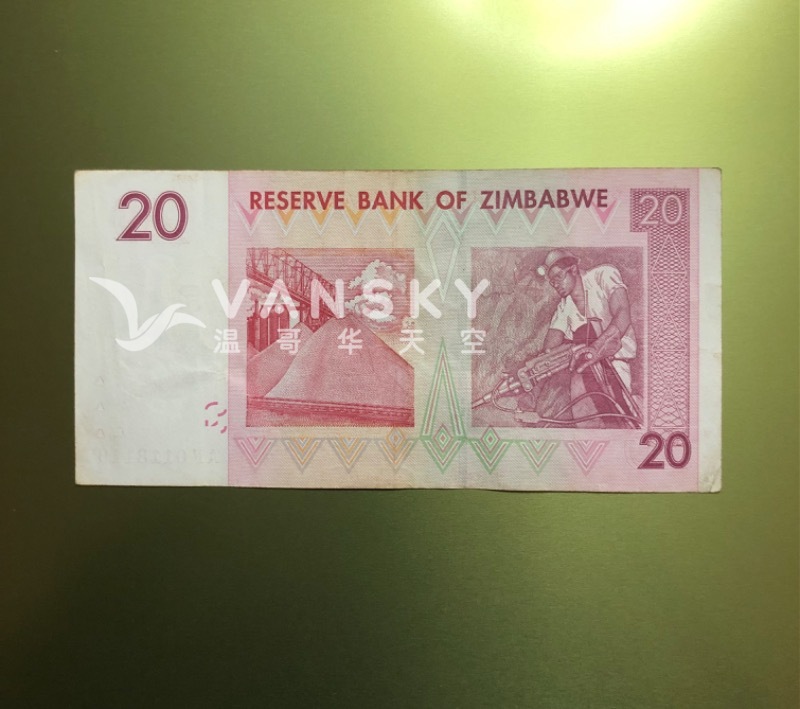 20
RESERVE BANK OF ZIMBABWE
20
VANSKY
温哥华天空
20